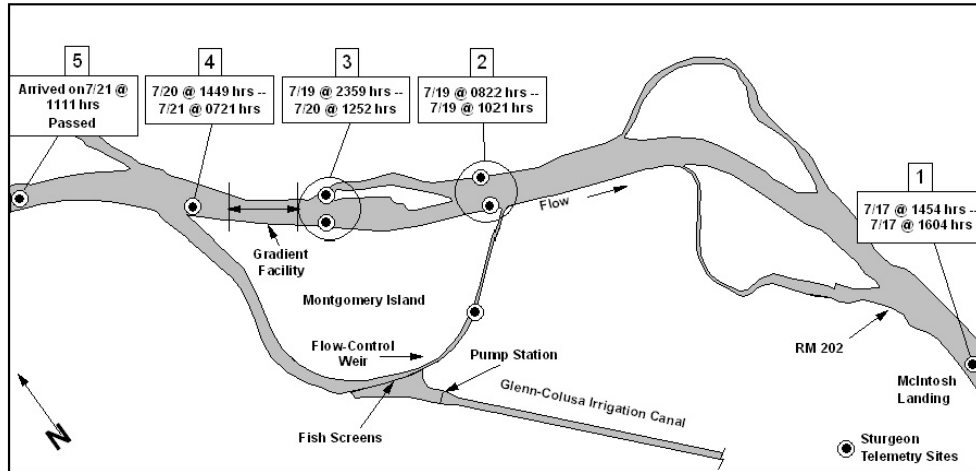 5
Arrived on7/21 @
1111 hrs
Passed
4
7/20 @ 1449 hrs --
7/21 @ 0721 hrs
3
7/19 @ 2359 hrs --
7/20 @ 1252 hrs
2
7/19 @ 0822 hrs --
7/19 @ 1021 hrs
1
7/17 @ 1454 hrs --
7/17 @ 1604 hrs
Flow
Gradient
Facility
Montgomery Island
Flow-Control
Weir
Pump Station
RM 202
McIntosh
Landing
Glenn-Colusa Irrigation Canal
Fish Screens
N
Sturgeon
Telemetry Sites